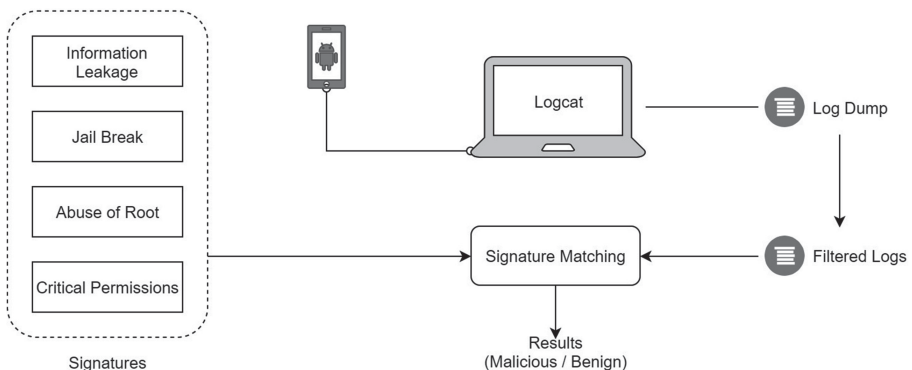 Information
Leakage
Jail Break
Abuse of Root
Critical Permissions
Signatures
Logcat
Log Dump
Filtered Logs
Signature Matching
Results
(Malicious / Benign)